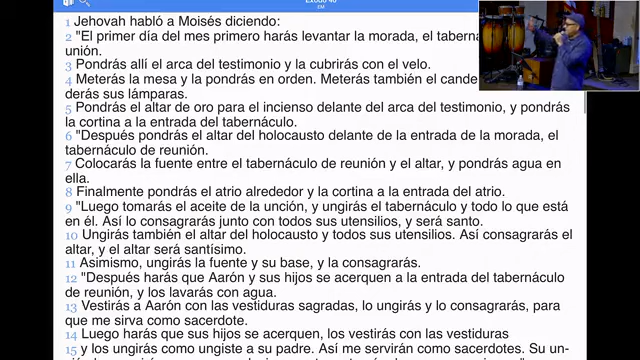 Éxodo 40
1 Jehovah habló a Moisés diciendo:
2 "El primer día del mes primero harás levantar la morada, el
unión.
3 Pondrás allí el arca del testimonio y la cubrirás con el velo.
4 Meterás la mesa y la pondrás en orden. Meterás también el
derás sus lámparas.
5 Pondrás el altar de oro para el incienso delante del arca del testimonio, y pondrás
la cortina a la entrada del tabernáculo.
6 "Después pondrás el altar del holocausto delante de la entrada de la morada, el
tabernáculo de reunión.
7 Colocarás la fuente entre el tabernáculo de reunión y el altar, y pondrás agua en
ella.
8 Finalmente pondrás el atrio alrededor y la cortina a la entrada del atrio.
9 "Luego tomarás el aceite de la unción, y ungirás el tabernáculo y todo lo que está
en él. Así lo consagrarás junto con todos sus utensilios, y será santo.
10 Ungirás también el altar del holocausto y todos sus utensilios. Así consagrarás el
altar, y el altar será santísimo.
11 Asimismo, ungirás la fuente y su base, y la consagrarás.
12 "Después harás que Aarón y sus hijos se acerquen a la entrada del tabernáculo
de reunión, y los lavarás con agua.
13 Vestirás a Aarón con las vestiduras sagradas, lo ungirás y lo consagrarás, para
que me sirva como sacerdote.
14 Luego harás que sus hijos se acerquen, los vestirás con las vestiduras
15 y los ungirás como ungiste a su padre. Así me servirán como sacerdotes. Su un-